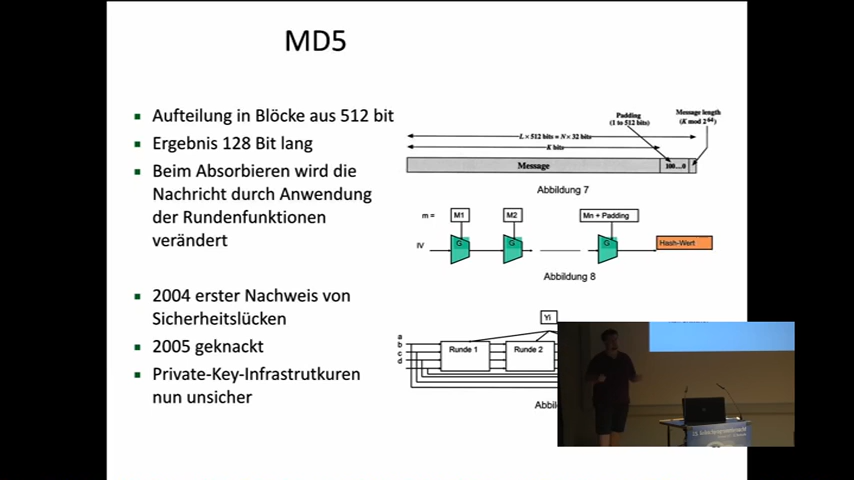 MD5
Aufteilung in Blöcke aus 512 bit
Ergebnis 128 Bit lang
Beim Absorbieren wird die
Nachricht durch Anwendung
der Rundenfunktionen
verändert
2004 erster Nachweis von
Sicherheitslücken
2005 geknackt
Private-Key-Infrastrutkuren
nun unsicher
Padding
(1 to 512 bits)
Message length
(K mod 2^64)
L × 512 bits = N × 32 bits
K bits
Message
100...0
Abbildung 7
m =
M1
M2
Mn + Padding
IV
G
G
G
Hash-Wert
Abbildung 8
Yi
a
b
c
d
Runde 1
Runde 2
Abbil